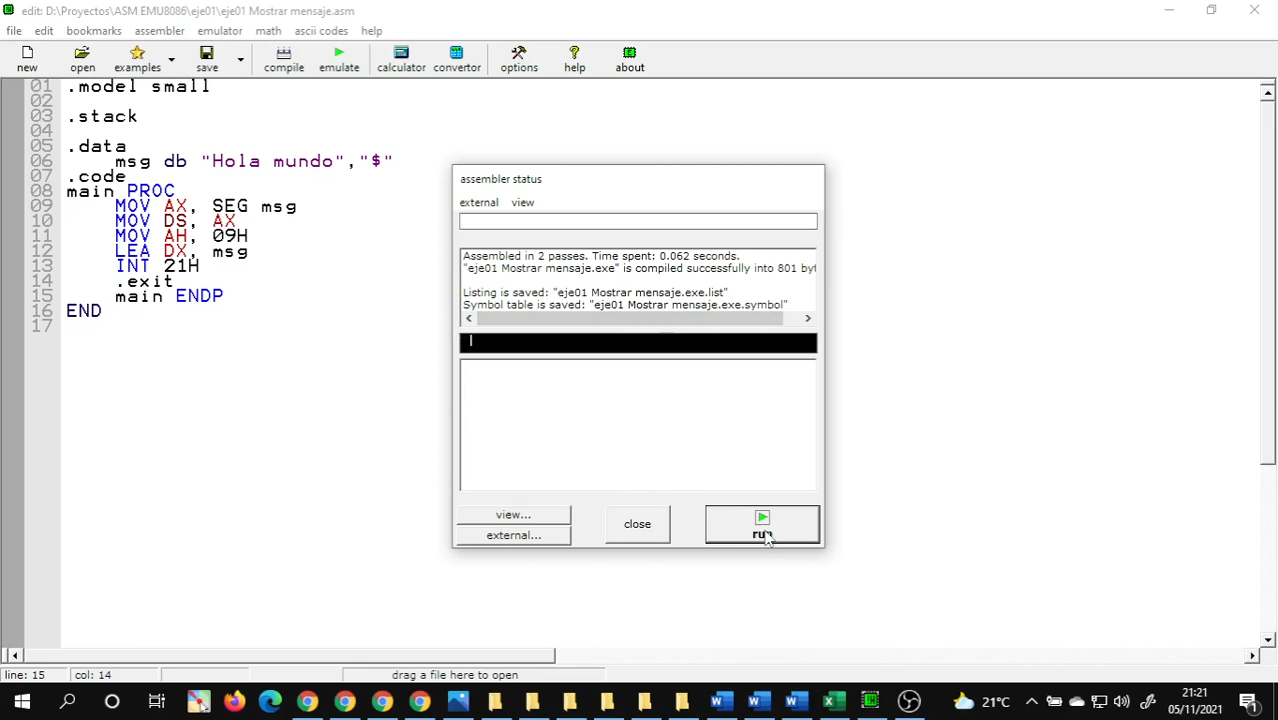 edit: D:\Proyectos\ASM EMU8086\eje01\eje01 Mostrar mensaje.asm
file edit bookmarks assembler emulator math ascii codes help
new open examples save compile emulate calculator convertor options help about
01 .model small
02
03 .stack
04
05 .data
06 msg db "Hola mundo","$"
07 .code
08 main PROC
09 MOV AX, SEG msg
10 MOV DS, AX
11 MOV AH, 09H
12 LEA DX, msg
13 INT 21H
14 .exit
15 main ENDP
16 END
17
assembler status
external view
Assembled in 2 passes. Time spent: 0.062 seconds.
"eje01 Mostrar mensaje.exe" is compiled successfully into 801 byt
Listing is saved: "eje01 Mostrar mensaje.exe.list"
Symbol table is saved: "eje01 Mostrar mensaje.exe.symbol"
view...
external...
close
run
line: 15 col: 14 drag a file here to open
21°C
21:21
05/11/2021
1